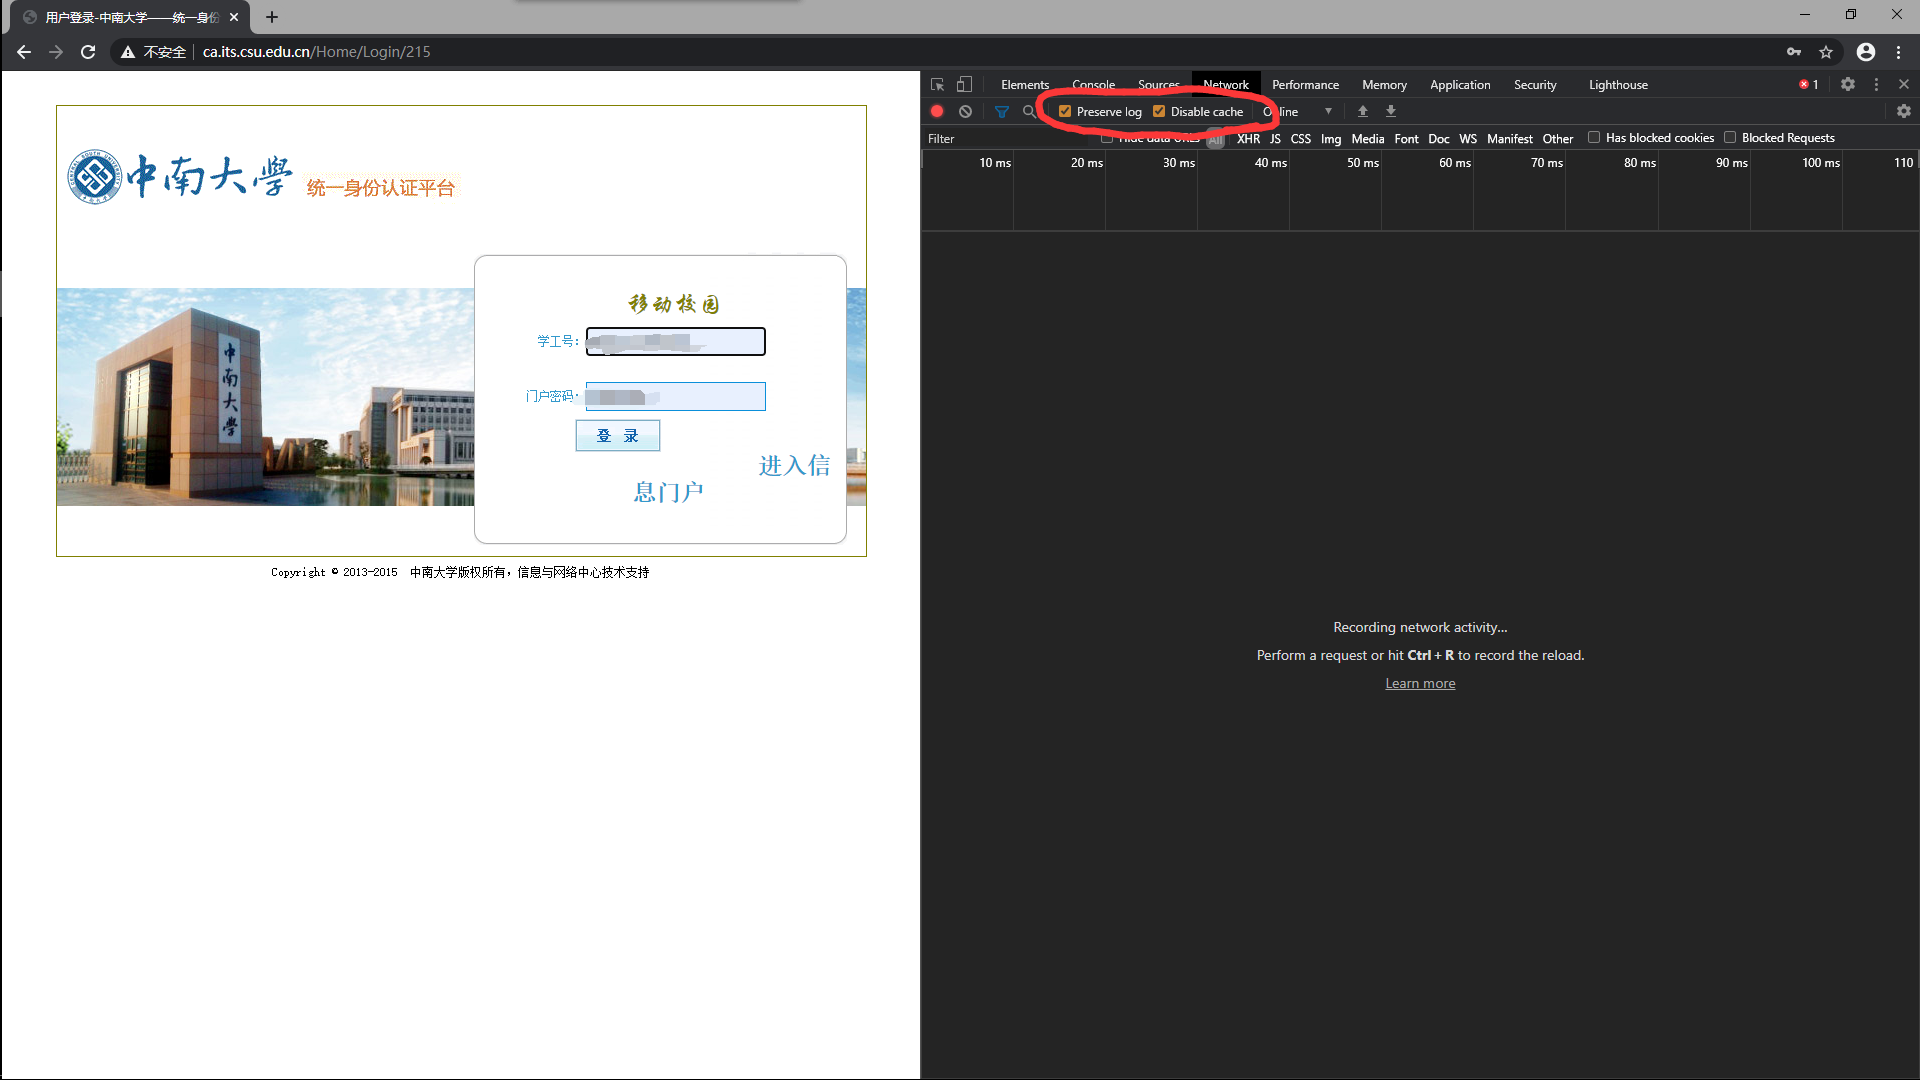 用户登录-中南大学——统一身份
不安全
ca.its.csu.edu.cn/Home/Login/215
中南大學 统一身份认证平台
中南大学
移动校园
学工号:
门户密码:
登 录
进入信
息门户
Copyright © 2013-2015 中南大学版权所有，信息与网络中心技术支持
Elements Console Sources Network Performance Memory Application Security Lighthouse 1
Preserve log Disable cache Online
Filter Hide data URLs All XHR JS CSS Img Media Font Doc WS Manifest Other Has blocked cookies Blocked Requests
10 ms 20 ms 30 ms 40 ms 50 ms 60 ms 70 ms 80 ms 90 ms 100 ms 110
Recording network activity...
Perform a request or hit Ctrl + R to record the reload.
Learn more